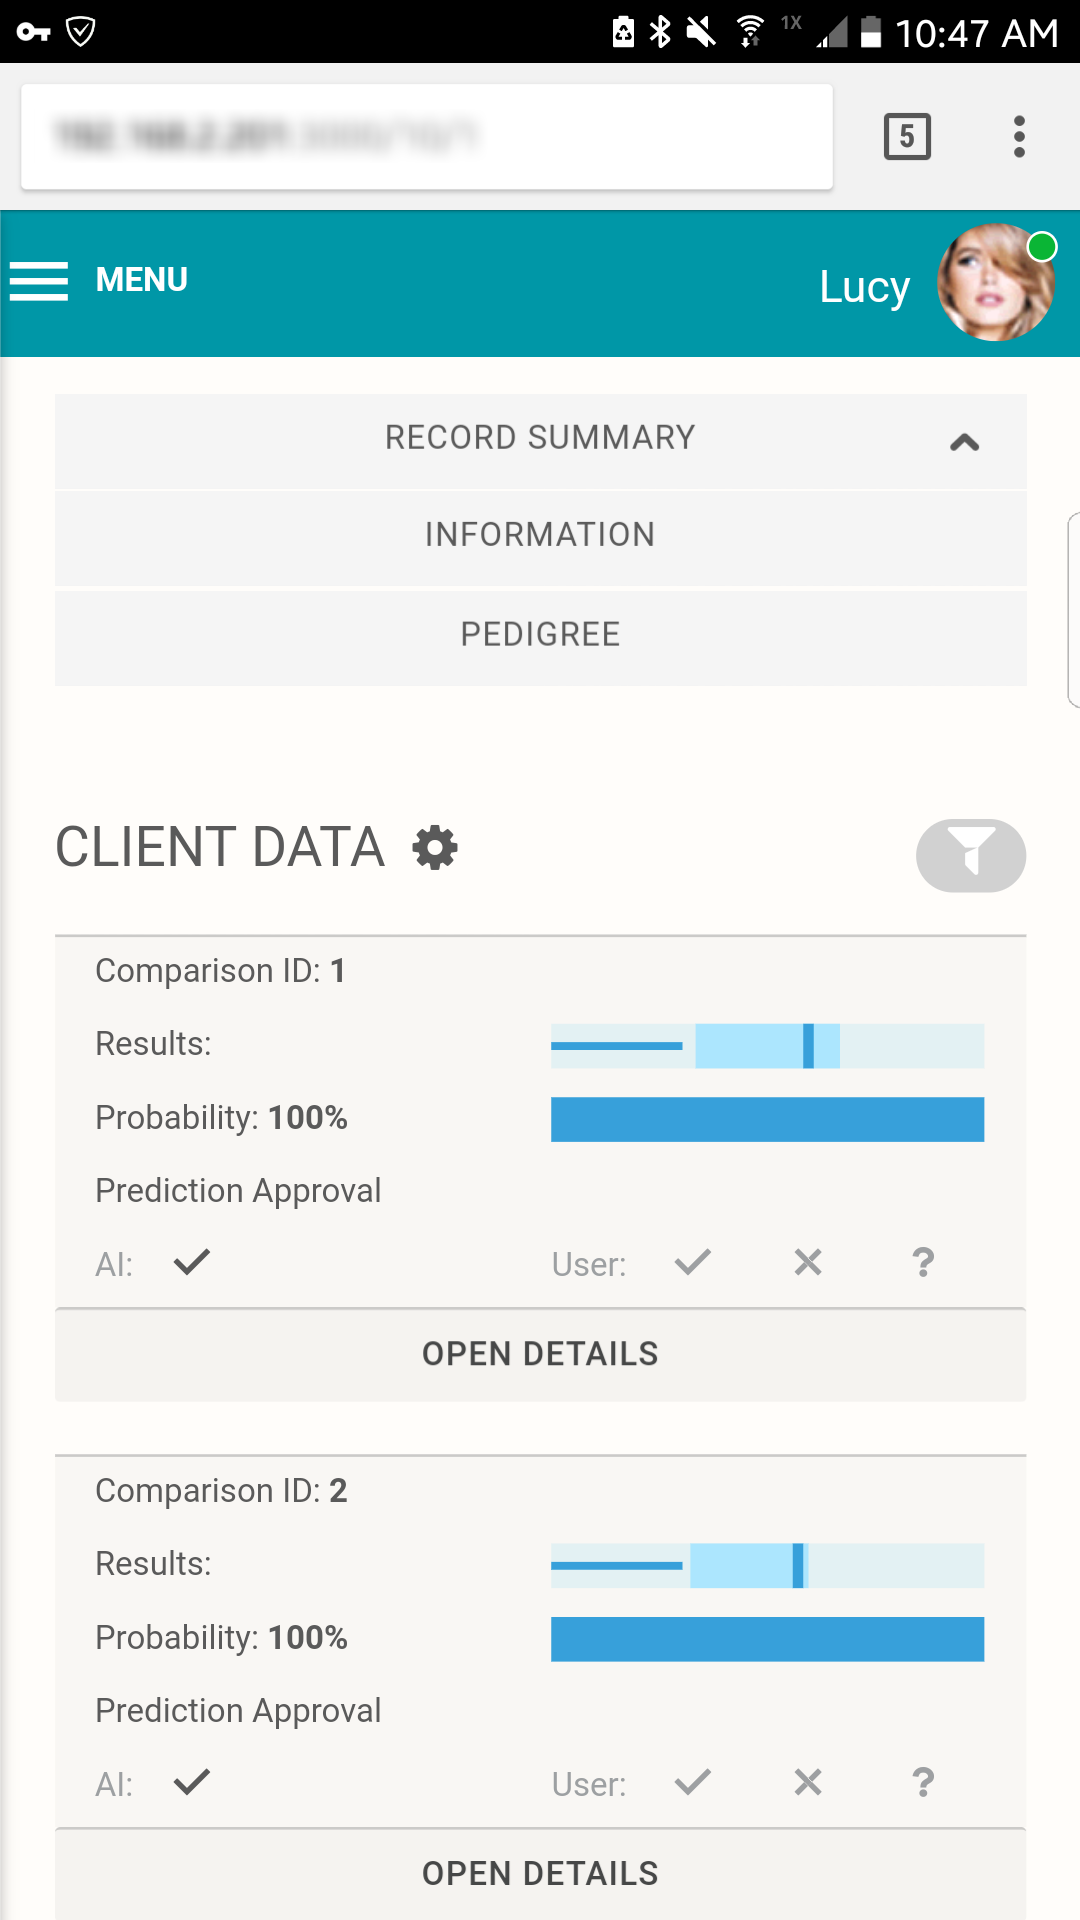 1X 10:47 AM
5
MENU
Lucy
RECORD SUMMARY
INFORMATION
PEDIGREE
CLIENT DATA
Comparison ID: 1
Results:
Probability: 100%
Prediction Approval
AI: User: ?
OPEN DETAILS
Comparison ID: 2
Results:
Probability: 100%
Prediction Approval
AI: User: ?
OPEN DETAILS